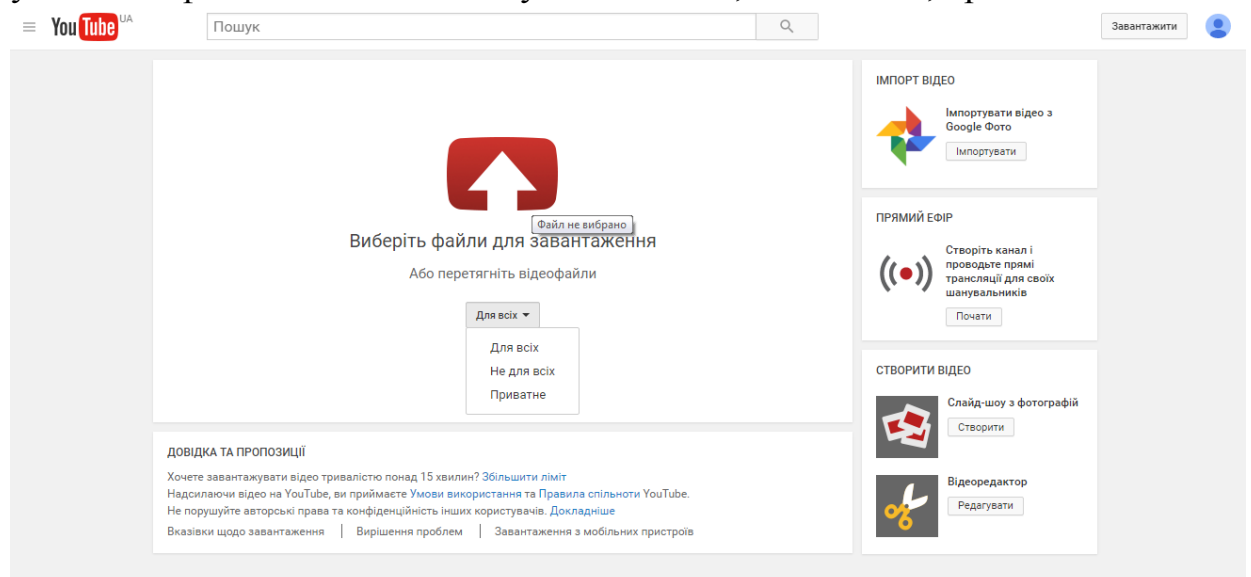 YouTube UA
Пошук
Завантажити
Файл не вибрано
Виберіть файли для завантаження
Або перетягніть відеофайли
Для всіх
Для всіх
Не для всіх
Приватне
ДОВІДКА ТА ПРОПОЗИЦІЇ
Хочете завантажувати відео тривалістю понад 15 хвилин? Збільшити ліміт
Надсилаючи відео на YouTube, ви приймаєте Умови використання та Правила спільноти YouTube.
Не порушуйте авторські права та конфіденційність інших користувачів. Докладніше
Вказівки щодо завантаження | Вирішення проблем | Завантаження з мобільних пристроїв
ІМПОРТ ВІДЕО
Імпортувати відео з
Google Фото
Імпортувати
ПРЯМИЙ ЕФІР
Створіть канал і
проводьте прямі
трансляції для своїх
шанувальників
Почати
СТВОРИТИ ВІДЕО
Слайд-шоу з фотографій
Створити
Відеоредактор
Редагувати